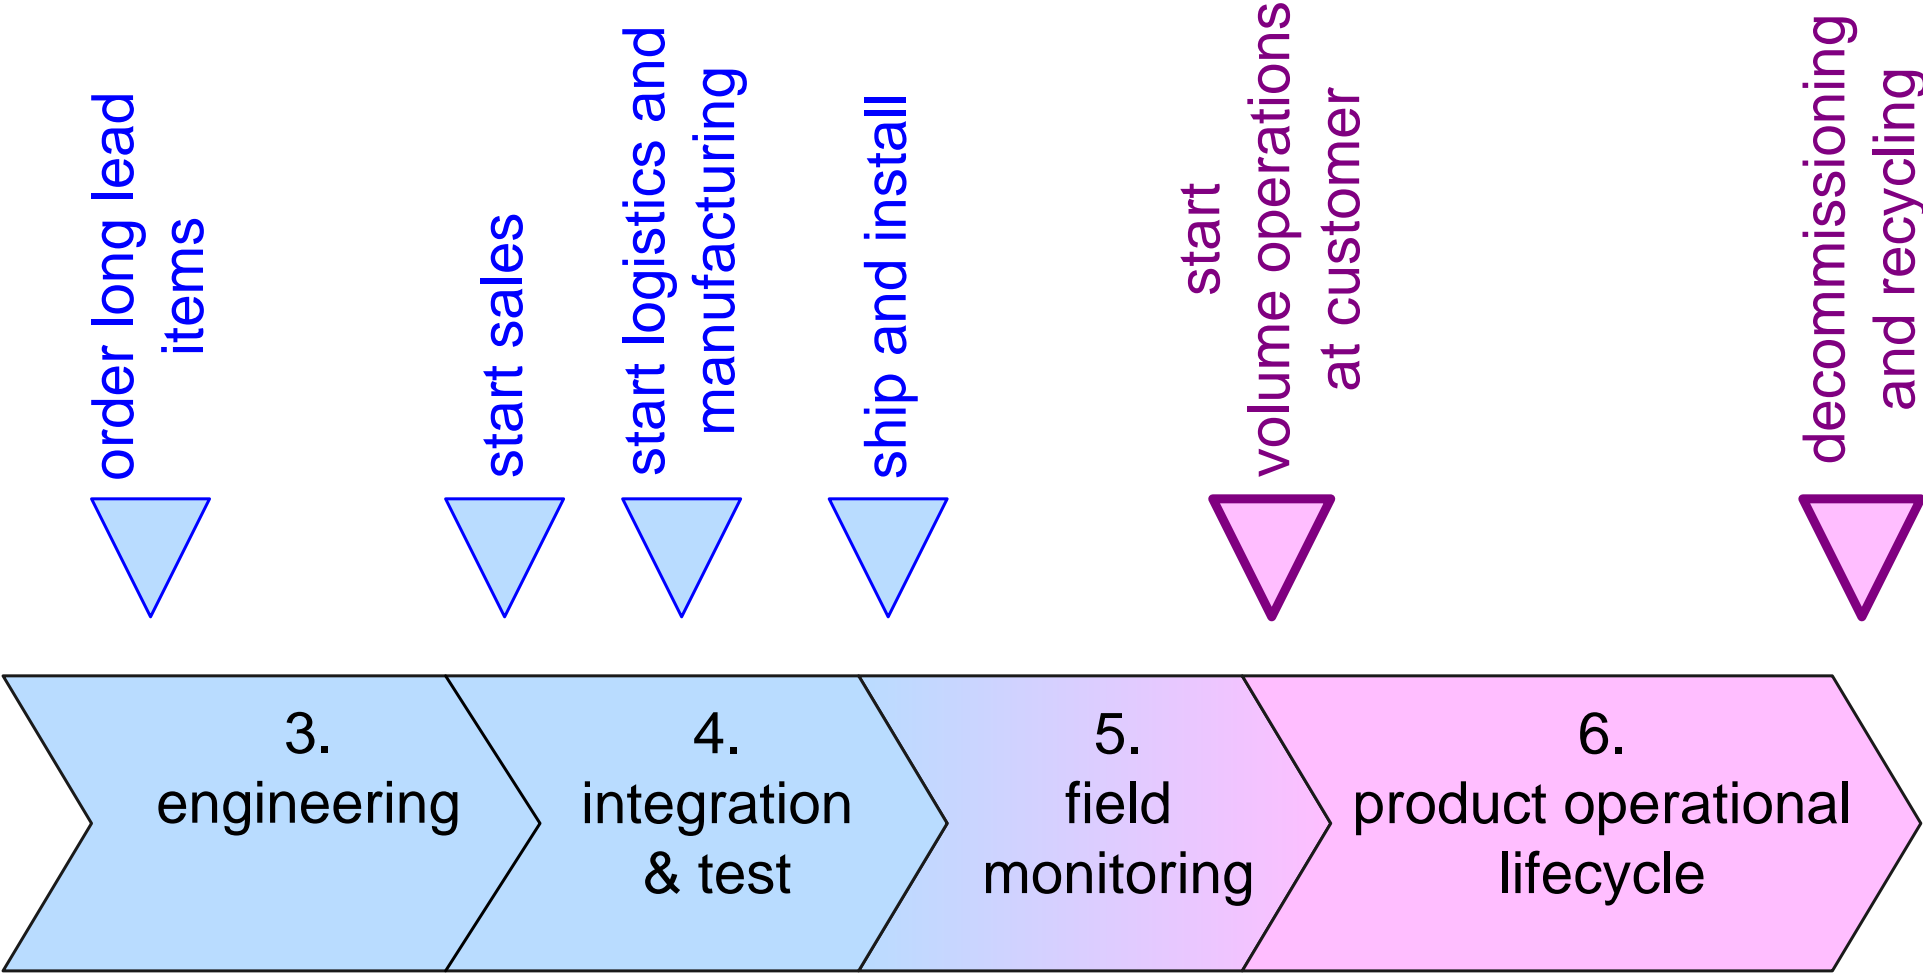 order long lead
items
start sales
start logistics and
manufacturing
ship and install
start
volume operations
at customer
decommissioning
and recycling
3.
engineering
4.
integration
& test
5.
field
monitoring
6.
product operational
lifecycle